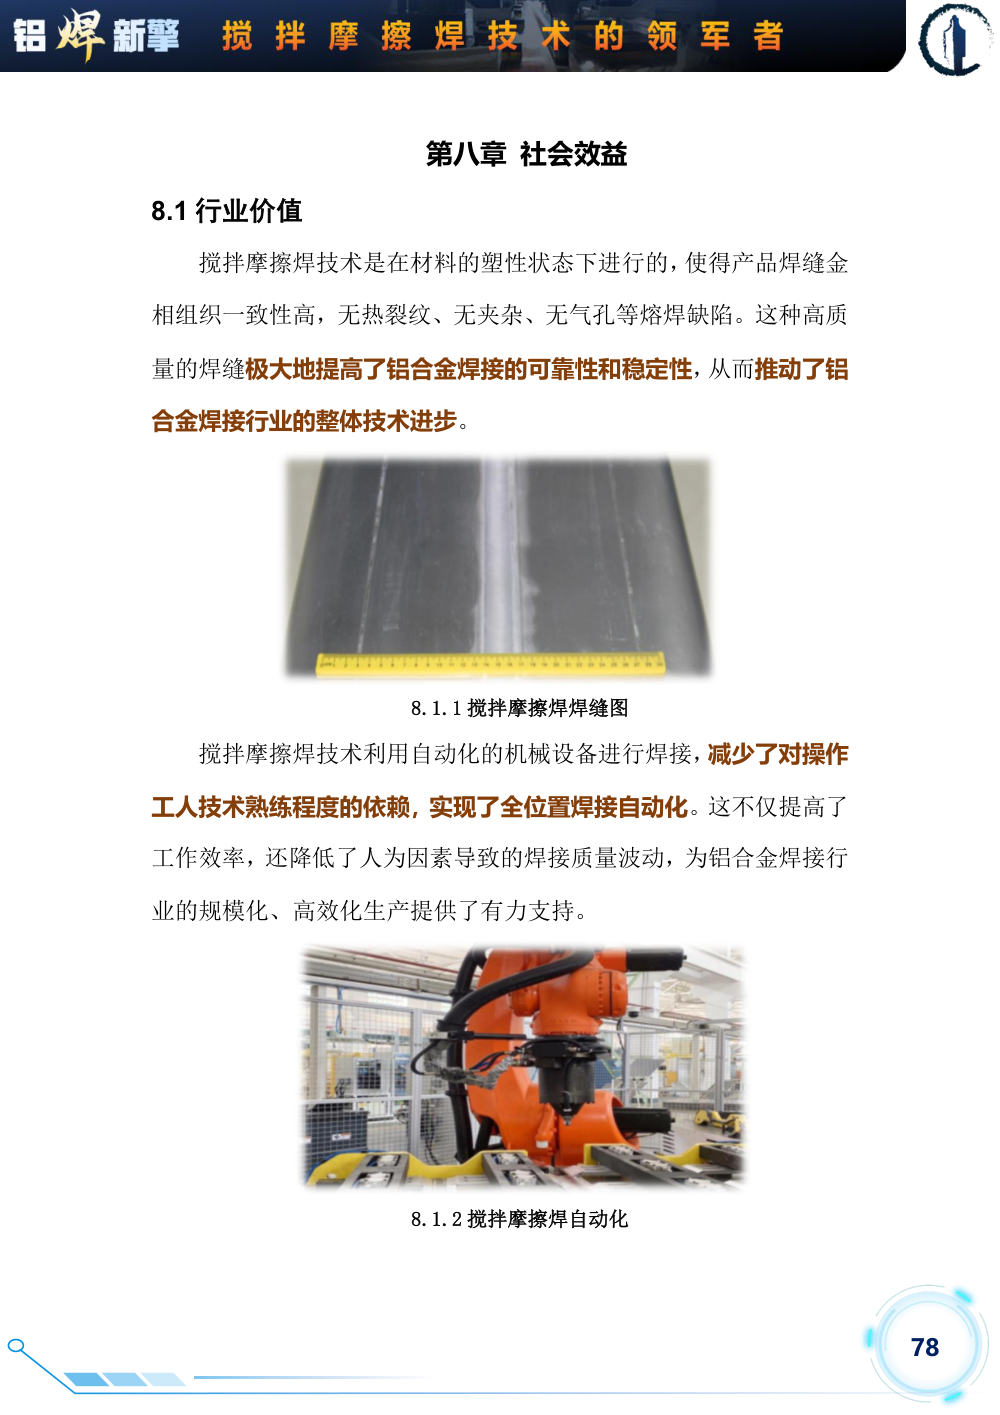 铝焊新擎 搅拌摩擦焊技术的领军者
第八章 社会效益
8.1 行业价值
搅拌摩擦焊技术是在材料的塑性状态下进行的，使得产品焊缝金
相组织一致性高，无热裂纹、无夹杂、无气孔等熔焊缺陷。这种高质
量的焊缝极大地提高了铝合金焊接的可靠性和稳定性，从而推动了铝
合金焊接行业的整体技术进步。
8.1.1 搅拌摩擦焊焊缝图
搅拌摩擦焊技术利用自动化的机械设备进行焊接，减少了对操作
工人技术熟练程度的依赖，实现了全位置焊接自动化。这不仅提高了
工作效率，还降低了人为因素导致的焊接质量波动，为铝合金焊接行
业的规模化、高效化生产提供了有力支持。
8.1.2 搅拌摩擦焊自动化
78